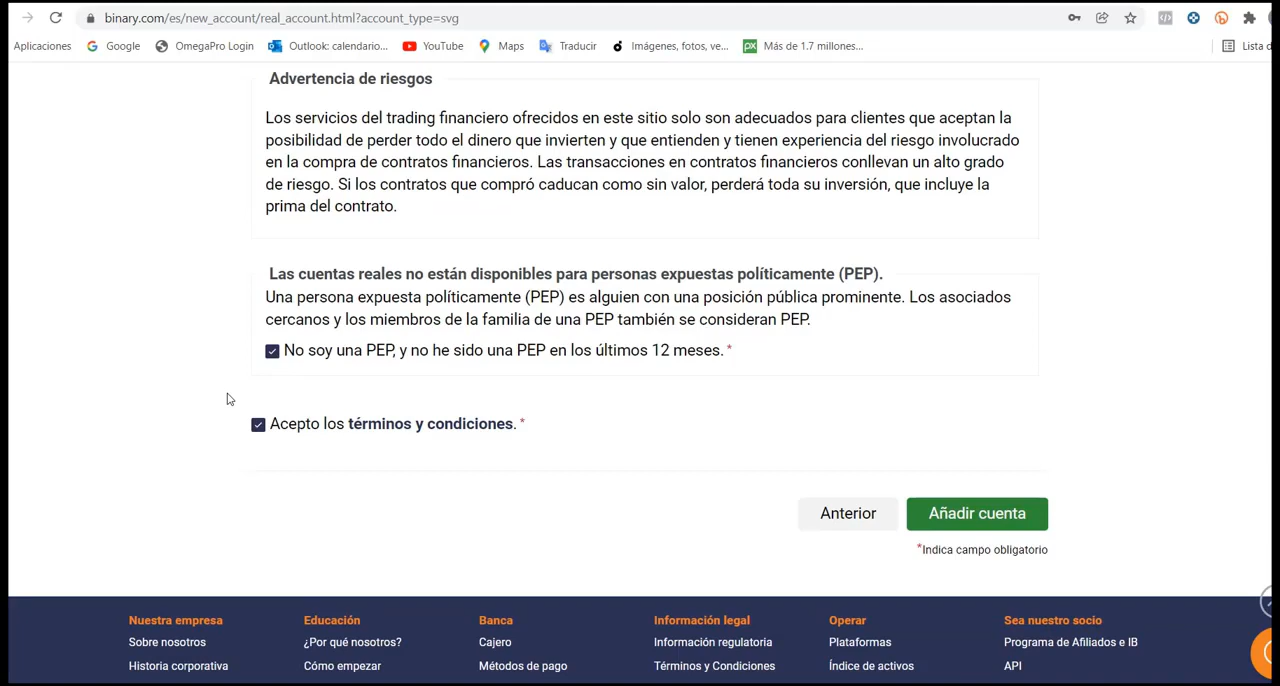 binary.com/es/new_account/real_account.html?account_type=svg
Aplicaciones Google OmegaPro Login Outlook: calendario... YouTube Maps Traducir Imágenes, fotos, ve... Más de 1.7 millones... Lista d
Advertencia de riesgos
Los servicios del trading financiero ofrecidos en este sitio solo son adecuados para clientes que aceptan la
posibilidad de perder todo el dinero que invierten y que entienden y tienen experiencia del riesgo involucrado
en la compra de contratos financieros. Las transacciones en contratos financieros conllevan un alto grado
de riesgo. Si los contratos que compró caducan como sin valor, perderá toda su inversión, que incluye la
prima del contrato.
Las cuentas reales no están disponibles para personas expuestas políticamente (PEP).
Una persona expuesta políticamente (PEP) es alguien con una posición pública prominente. Los asociados
cercanos y los miembros de la familia de una PEP también se consideran PEP.
No soy una PEP, y no he sido una PEP en los últimos 12 meses. *
Acepto los términos y condiciones. *
Anterior Añadir cuenta
*Indica campo obligatorio
Nuestra empresa Educación Banca Información legal Operar Sea nuestro socio
Sobre nosotros ¿Por qué nosotros? Cajero Información regulatoria Plataformas Programa de Afiliados e IB
Historia corporativa Cómo empezar Métodos de pago Términos y Condiciones Índice de activos API